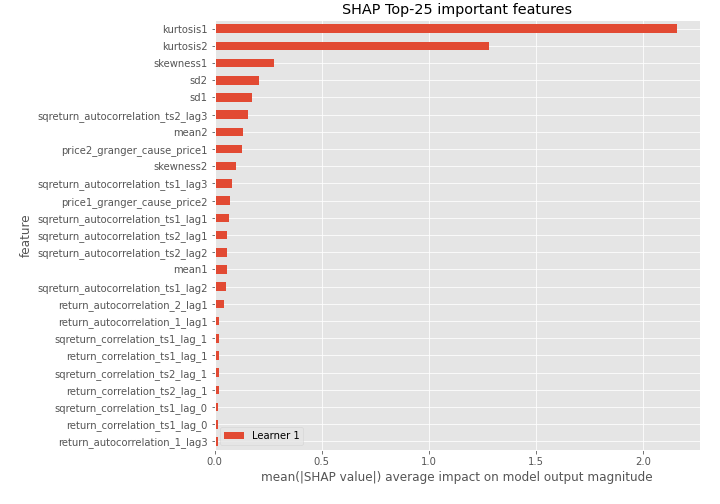 SHAP Top-25 important features
kurtosis1
kurtosis2
skewness1
sd2
sd1
sqreturn_autocorrelation_ts2_lag3
mean2
price2_granger_cause_price1
skewness2
sqreturn_autocorrelation_ts1_lag3
price1_granger_cause_price2
sqreturn_autocorrelation_ts1_lag1
sqreturn_autocorrelation_ts2_lag1
sqreturn_autocorrelation_ts2_lag2
mean1
sqreturn_autocorrelation_ts1_lag2
return_autocorrelation_2_lag1
return_autocorrelation_1_lag1
sqreturn_correlation_ts1_lag_1
return_correlation_ts1_lag_1
sqreturn_correlation_ts2_lag_1
return_correlation_ts2_lag_1
sqreturn_correlation_ts1_lag_0
return_correlation_ts1_lag_0
return_autocorrelation_1_lag3
feature
Learner 1
0.0 0.5 1.0 1.5 2.0
mean(|SHAP value|) average impact on model output magnitude